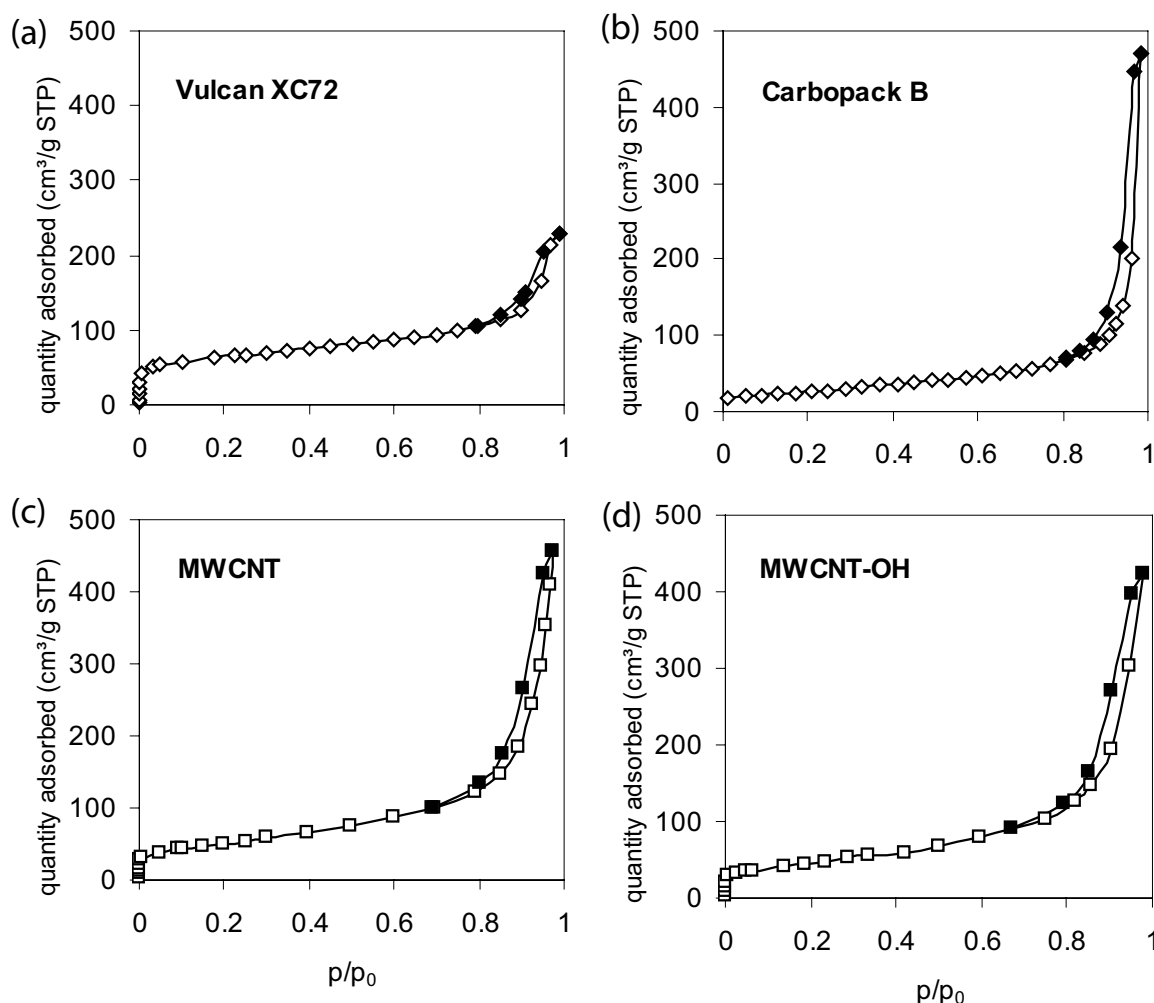 (a)
Vulcan XC72
quantity adsorbed (cm³/g STP)
500
400
300
200
100
0
0 0.2 0.4 0.6 0.8 1
(b)
Carbopack B
quantity adsorbed (cm³/g STP)
500
400
300
200
100
0
0 0.2 0.4 0.6 0.8 1
(c)
MWCNT
quantity adsorbed (cm³/g STP)
500
400
300
200
100
0
0 0.2 0.4 0.6 0.8 1
p/p₀
(d)
MWCNT-OH
quantity adsorbed (cm³/g STP)
500
400
300
200
100
0
0 0.2 0.4 0.6 0.8 1
p/p₀